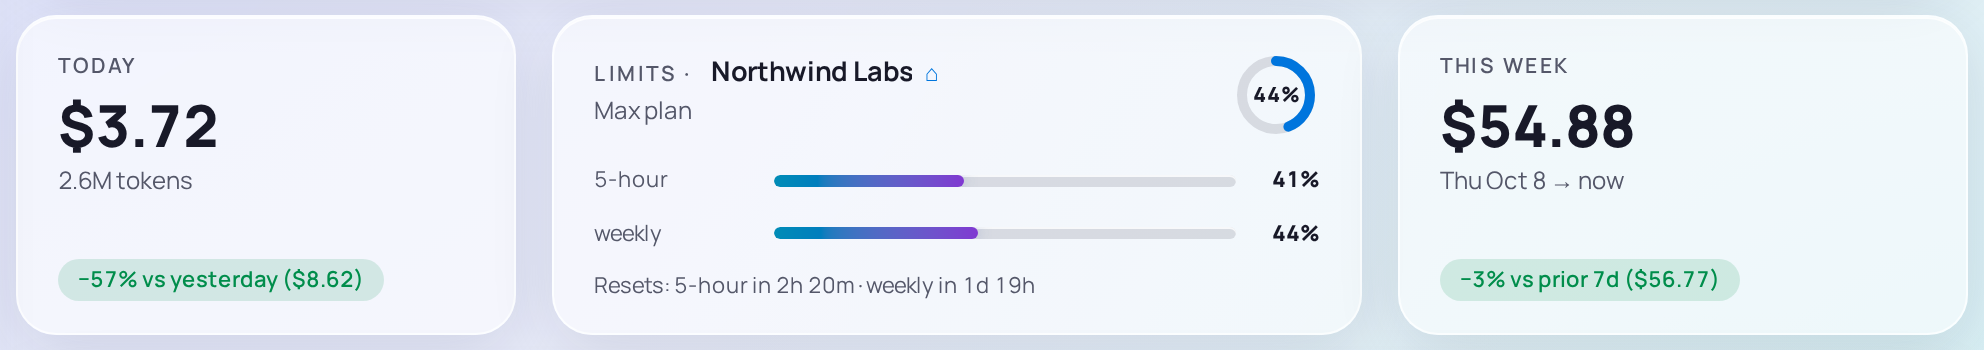 TODAY
$3.72
2.6M tokens
−57% vs yesterday ($8.62)
LIMITS · Northwind Labs ⌂
Max plan
44%
5-hour 41%
weekly 44%
Resets: 5-hour in 2h 20m · weekly in 1d 19h
THIS WEEK
$54.88
Thu Oct 8 → now
−3% vs prior 7d ($56.77)